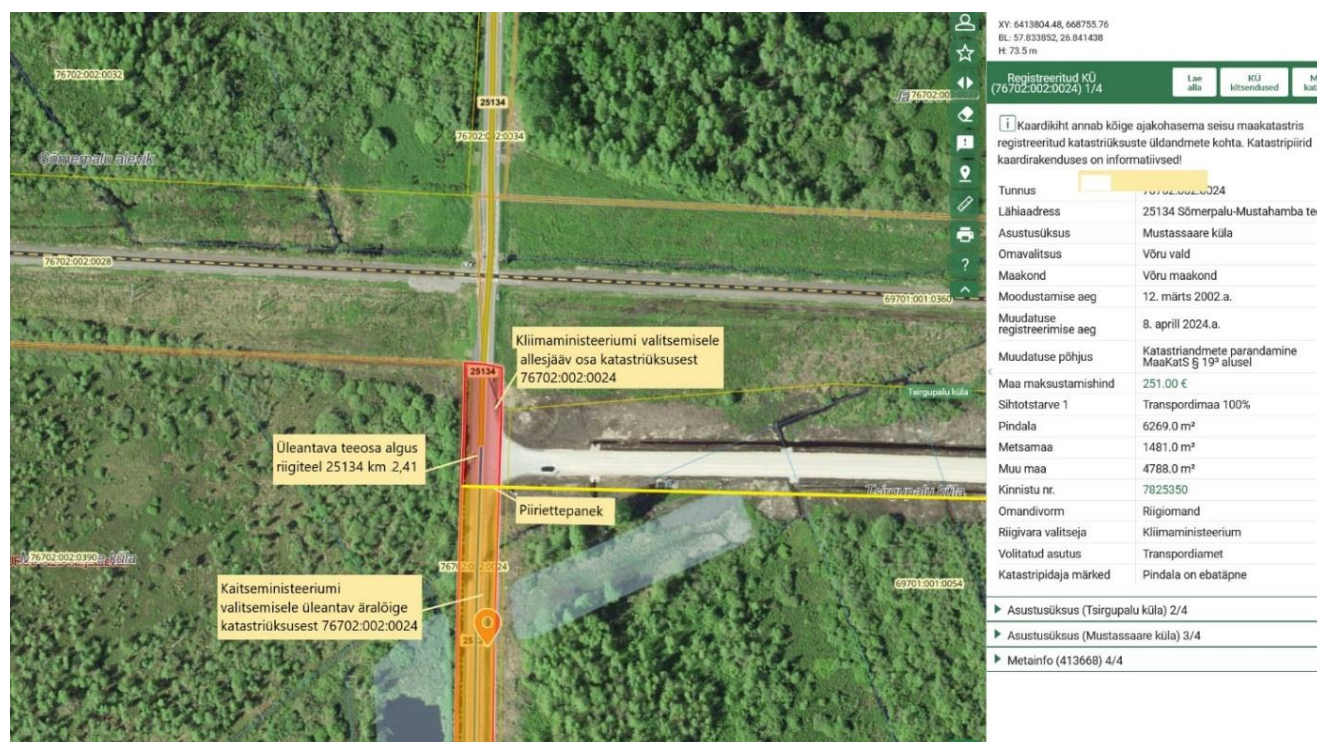 76702:002:0032
25134
76702:002:0034
Sõmerpalu alevik
76702:002:0028
69701:001:0360
Kliimaministeeriumi valitsemisele
allesjääv osa katastriüksusest
76702:002:0024
25134
Tsirgupalu küla
Üleantava teeosa algus
riigiteel 25134 km 2,41
Piiriettepanek
Tsirgupalu küla
76702:002:0390
küla
76702:002:0024
69701:001:0054
Kaitseministeeriumi
valitsemisele üleantav äralõige
katastriüksusest 76702:002:0024
?
XY: 6413804.48, 668755.76
BL: 57.833852, 26.841438
H: 73.5 m
Registreeritud KÜ
(76702:002:0024) 1/4
Lae
alla
KÜ
kitsendused
i Kaardikiht annab kõige ajakohasema seisu maakatastris
registreeritud katastriüksuste üldandmete kohta. Katastripiirid
kaardirakenduses on informatiivsed!
Tunnus
Lähiaadress 25134 Sõmerpalu-Mustahamba tee
Asustusüksus Mustassaare küla
Omavalitsus Võru vald
Maakond Võru maakond
Moodustamise aeg 12. märts 2002.a.
Muudatuse
registreerimise aeg 8. aprill 2024.a.
Muudatuse põhjus Katastriandmete parandamine
MaaKatS § 19³ alusel
Maa maksustamishind 251.00 €
Sihtotstarve 1 Transpordimaa 100%
Pindala 6269.0 m²
Metsamaa 1481.0 m²
Muu maa 4788.0 m²
Kinnistu nr. 7825350
Omandivorm Riigiomand
Riigivara valitseja Kliimaministeerium
Volitatud asutus Transpordiamet
Katastripidaja märked Pindala on ebatäpne
Asustusüksus (Tsirgupalu küla) 2/4
Asustusüksus (Mustassaare küla) 3/4
Metainfo (413668) 4/4